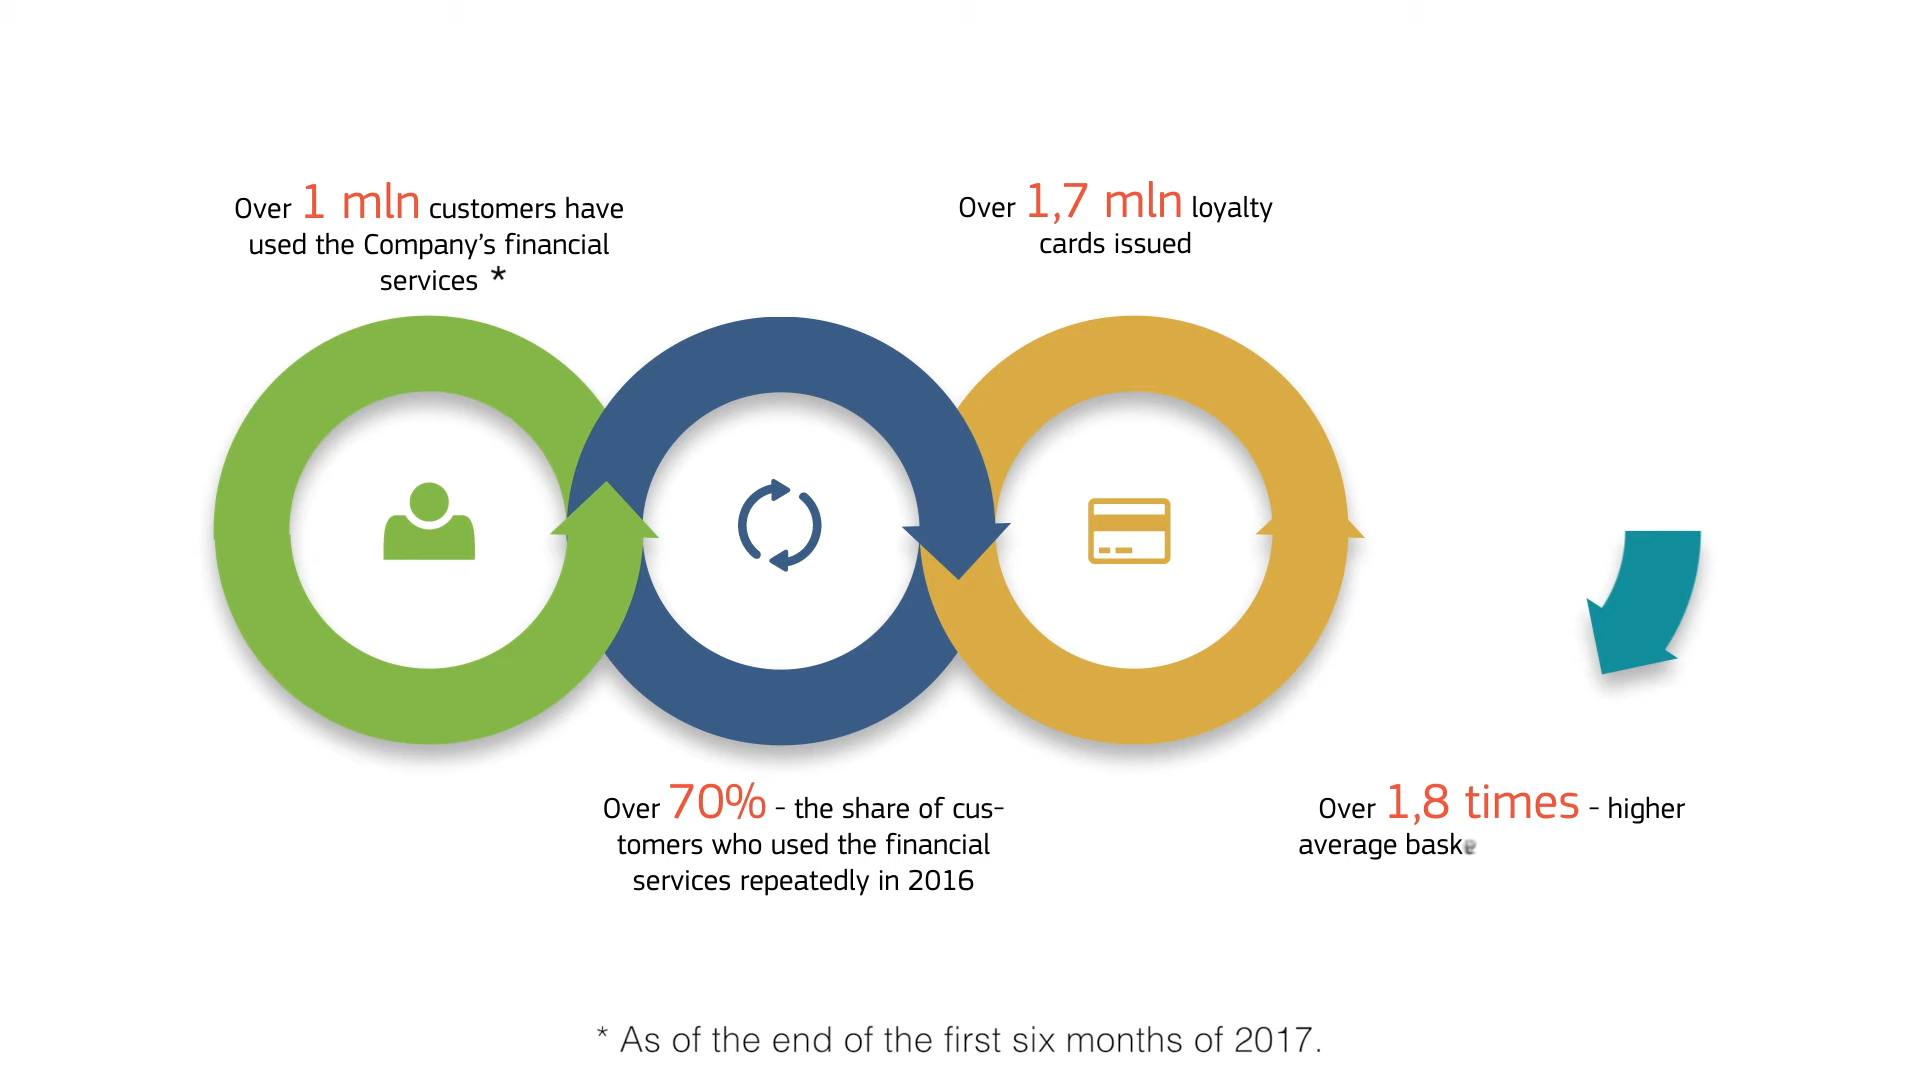 Over 1 mln customers have
used the Company's financial
services *
Over 1,7 mln loyalty
cards issued
Over 70% - the share of cus-
tomers who used the financial
services repeatedly in 2016
Over 1,8 times - higher
average baske
* As of the end of the first six months of 2017.